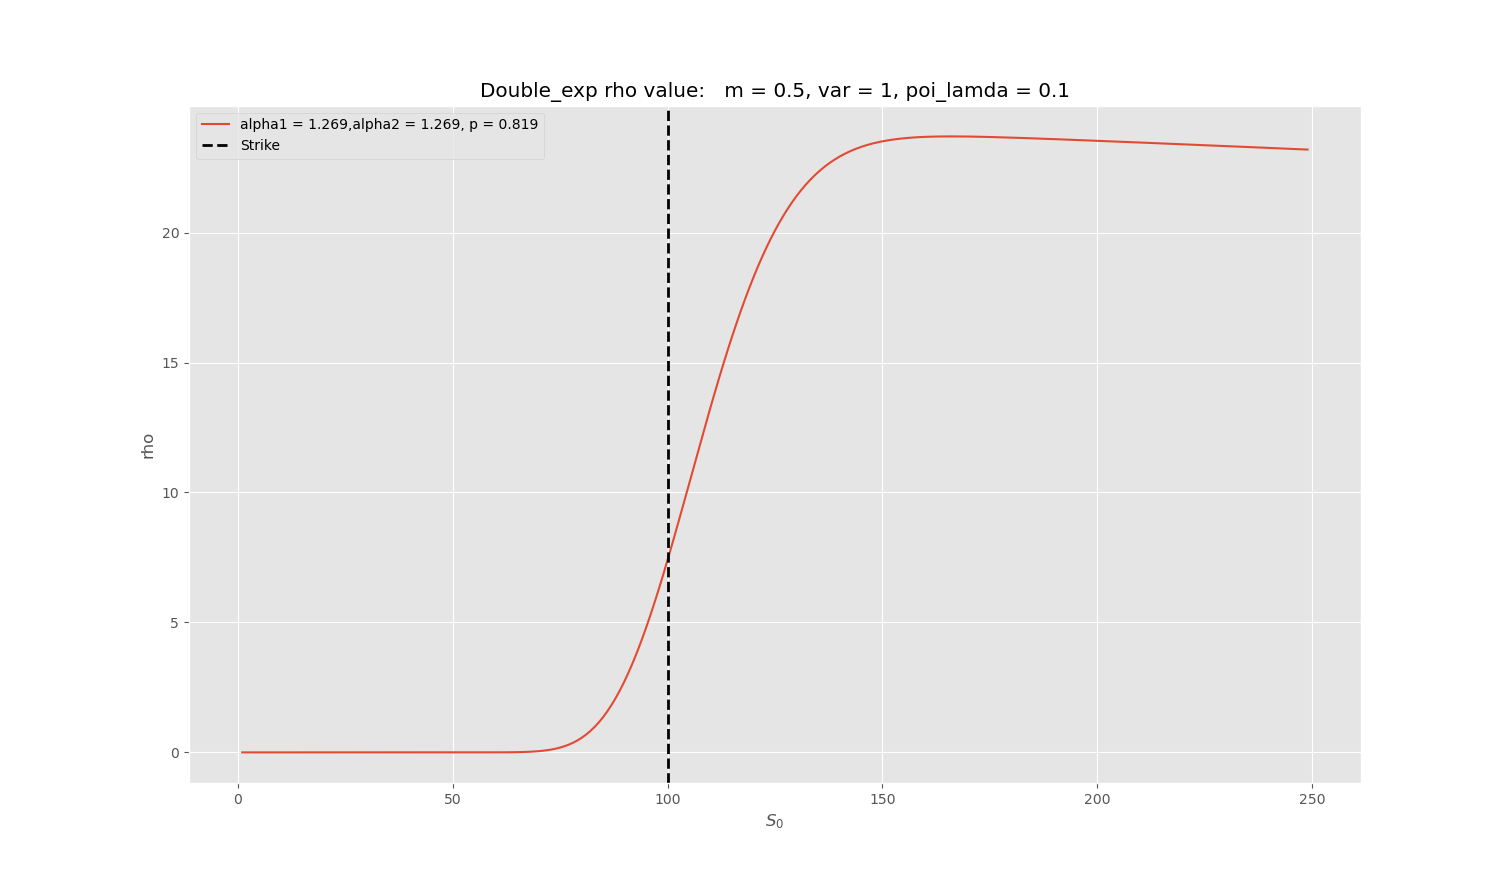 Double_exp rho value:   m = 0.5, var = 1, poi_lamda = 0.1
alpha1 = 1.269,alpha2 = 1.269, p = 0.819
Strike
20
15
10
5
0
rho
0
50
100
150
200
250
S0